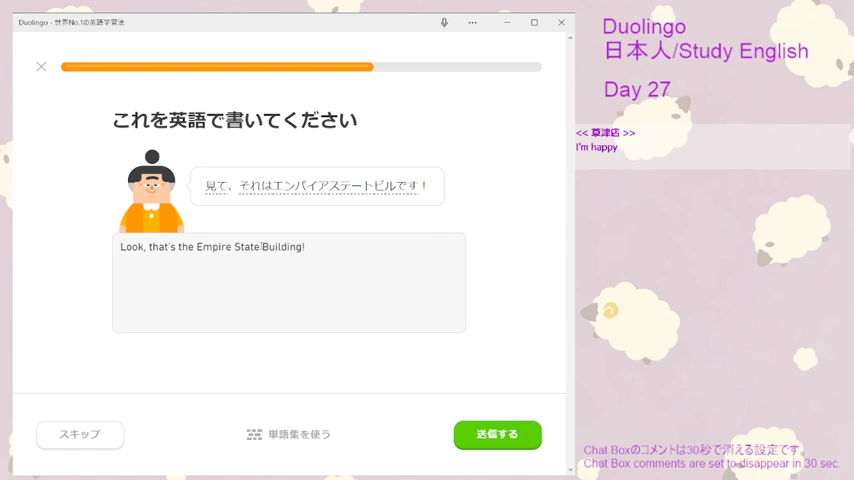 Duolingo - 世界No.1の英語学習法
これを英語で書いてください
見て、それはエンパイアステートビルです！
Look, that's the Empire State Building!
スキップ
単語集を使う
送信する
Duolingo
日本人/Study English
Day 27
<< 草津店 >>
I'm happy
Chat Boxのコメントは30秒で消える設定です。
Chat Box comments are set to disappear in 30 sec.